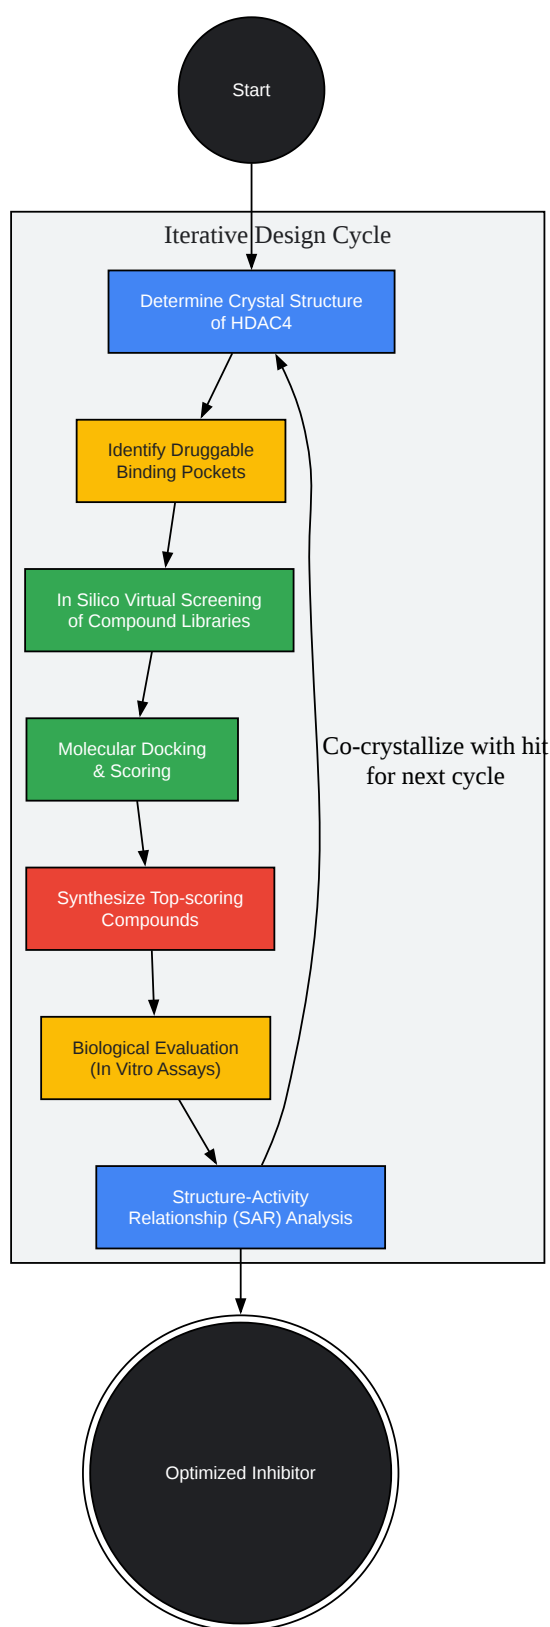 Start
Iterative Design Cycle
Determine Crystal Structure
of HDAC4
Identify Druggable
Binding Pockets
In Silico Virtual Screening
of Compound Libraries
Molecular Docking
& Scoring
Co-crystallize with hit
for next cycle
Synthesize Top-scoring
Compounds
Biological Evaluation
(In Vitro Assays)
Structure-Activity
Relationship (SAR) Analysis
Optimized Inhibitor